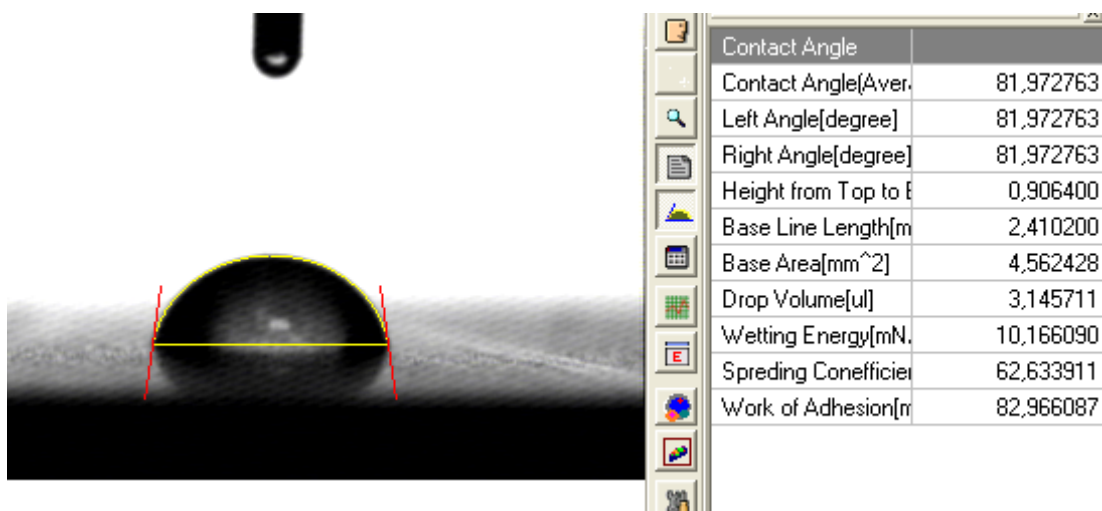 Contact Angle
Contact Angle(Aver. 81,972763
Left Angle[degree] 81,972763
Right Angle[degree] 81,972763
Height from Top to E 0,906400
Base Line Length[m 2,410200
Base Area[mm^2] 4,562428
Drop Volume[ul] 3,145711
Wetting Energy[mN. 10,166090
E
Spreding Conefficier 62,633911
Work of Adhesion[m 82,966087